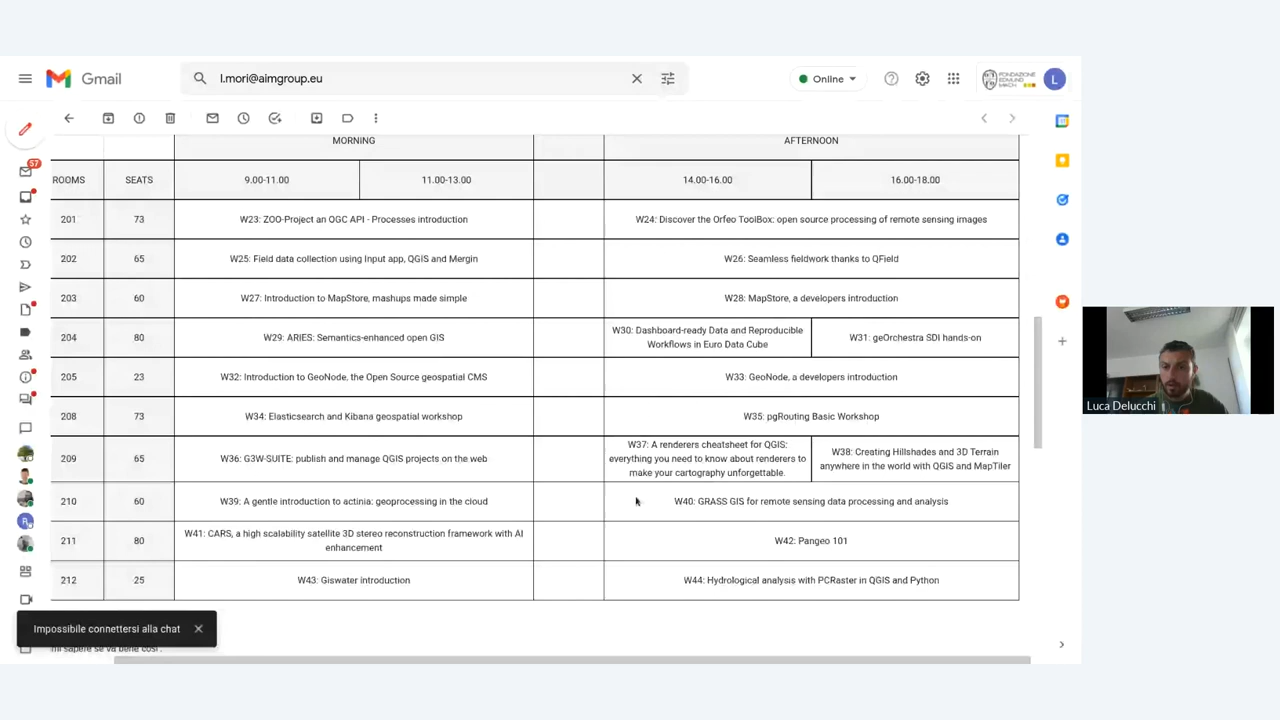 Gmail
l.mori@aimgroup.eu
Online
FONDAZIONE
EDMUND
MACH
L
57
MORNING
AFTERNOON
ROOMS
SEATS
9.00-11.00
11.00-13.00
14.00-16.00
16.00-18.00
201
73
W23: ZOO-Project an OGC API - Processes introduction
W24: Discover the Orfeo ToolBox: open source processing of remote sensing images
202
65
W25: Field data collection using Input app, QGIS and Mergin
W26: Seamless fieldwork thanks to QField
203
60
W27: Introduction to MapStore, mashups made simple
W28: MapStore, a developers introduction
204
80
W29: ARIES: Semantics-enhanced open GIS
W30: Dashboard-ready Data and Reproducible
Workflows in Euro Data Cube
W31: geOrchestra SDI hands-on
205
23
W32: Introduction to GeoNode, the Open Source geospatial CMS
W33: GeoNode, a developers introduction
208
73
W34: Elasticsearch and Kibana geospatial workshop
W35: pgRouting Basic Workshop
209
65
W36: G3W-SUITE: publish and manage QGIS projects on the web
W37: A renderers cheatsheet for QGIS:
everything you need to know about renderers to
make your cartography unforgettable.
W38: Creating Hillshades and 3D Terrain
anywhere in the world with QGIS and MapTiler
210
60
W39: A gentle introduction to actinia: geoprocessing in the cloud
W40: GRASS GIS for remote sensing data processing and analysis
211
80
W41: CARS, a high scalability satellite 3D stereo reconstruction framework with AI
enhancement
W42: Pangeo 101
212
25
W43: Giswater introduction
W44: Hydrological analysis with PCRaster in QGIS and Python
Impossibile connettersi alla chat
mi sapere se va bene così .
R
Luca Delucchi